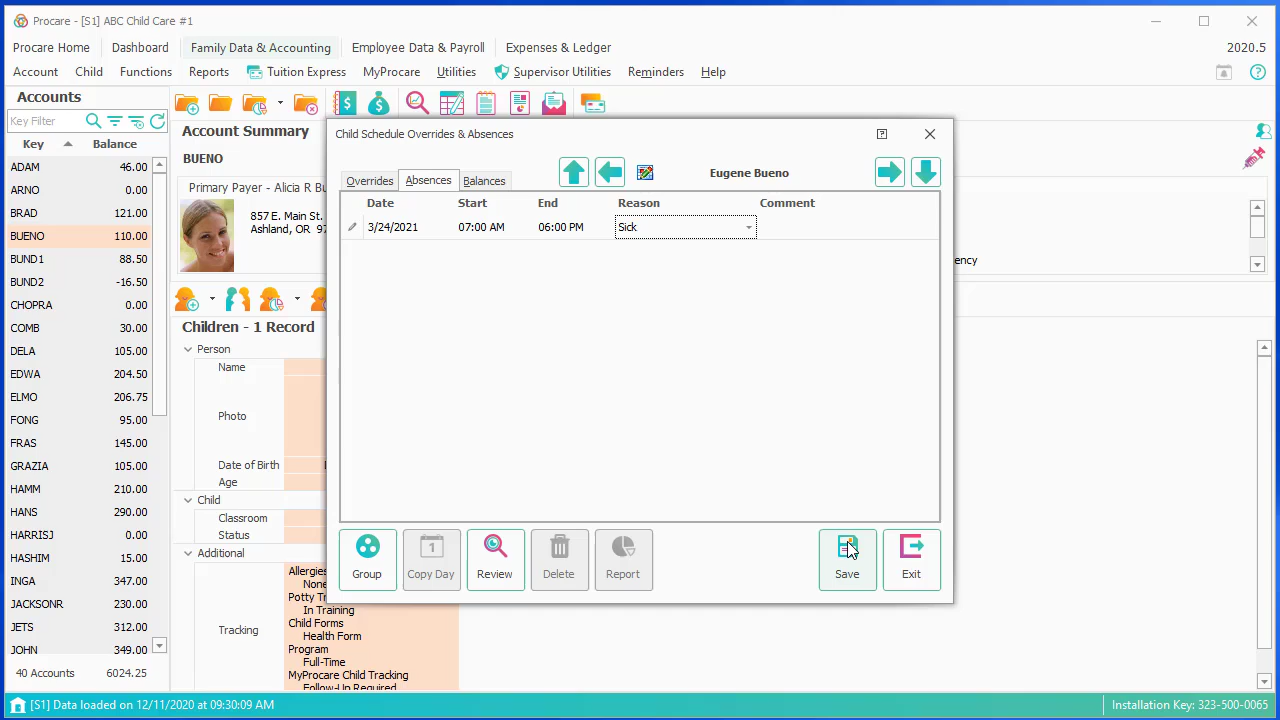 Procare - [S1] ABC Child Care #1
Procare Home Dashboard Family Data & Accounting Employee Data & Payroll Expenses & Ledger 2020.5
Account Child Functions Reports Tuition Express MyProcare Utilities Supervisor Utilities Reminders Help
Accounts
Key Filter
Key Balance
ADAM 46.00
ARNO 0.00
BRAD 121.00
BUENO 110.00
BUND1 88.50
BUND2 -16.50
CHOPRA 0.00
COMB 30.00
DELA 105.00
EDWA 204.50
ELMO 206.75
FONG 95.00
FRAS 145.00
GRAZIA 105.00
HAMM 210.00
HANS 290.00
HARRISJ 0.00
HASHIM 15.00
INGA 347.00
JACKSONR 230.00
JETS 312.00
JOHN 349.00
40 Accounts 6024.25
Account Summary
BUENO
Primary Payer - Alicia R Bu
857 E. Main St.
Ashland, OR 97
ency
Children - 1 Record
Person
Name
Photo
Date of Birth
Age
Child
Classroom
Status
Additional
Tracking
Allergies
None
Potty Tr
In Training
Child Forms
Health Form
Program
Full-Time
MyProcare Child Tracking
Follow-Up Required
Child Schedule Overrides & Absences
Overrides Absences Balances
Eugene Bueno
Date Start End Reason Comment
3/24/2021 07:00 AM 06:00 PM Sick
Group
1
Copy Day
Review
Delete
Report
Save
Exit
[S1] Data loaded on 12/11/2020 at 09:30:09 AM
Installation Key: 323-500-0065